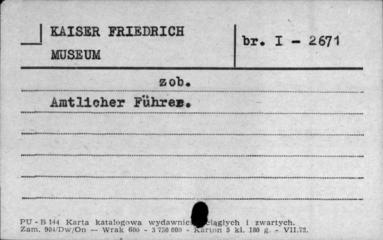 KAISER FRIEDRICH
MUSEUM
br. I - 2671
zob.
Amtlicher Führer.
PU - B 144 Karta katalogowa wydawnictw ciągłych i zwartych.
Zam. 904/Dw/On — Wrak 600 - 3 750 000 - Karton 5 kl. 180 g. - VII.72.